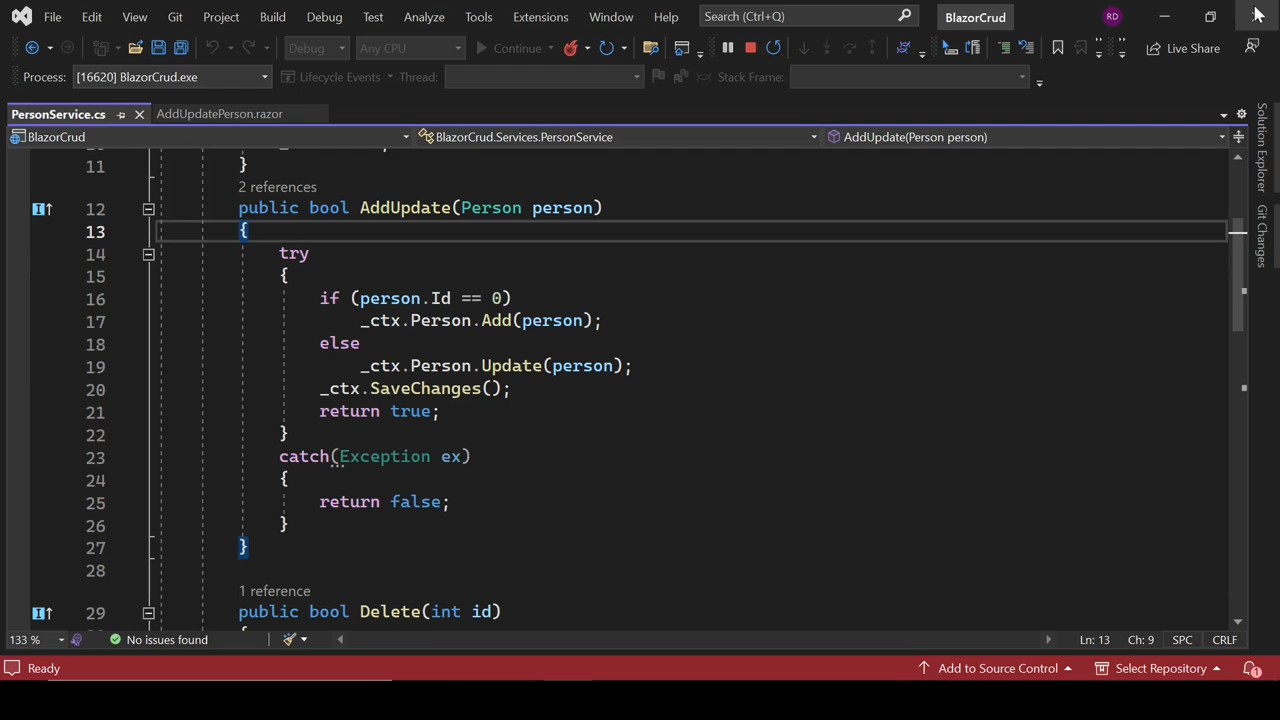 File Edit View Git Project Build Debug Test Analyze Tools Extensions Window Help Search (Ctrl+Q) BlazorCrud RD
Debug Any CPU Continue Live Share
Process: [16620] BlazorCrud.exe Lifecycle Events Thread: Stack Frame:
PersonService.cs AddUpdatePerson.razor
BlazorCrud BlazorCrud.Services.PersonService AddUpdate(Person person)
11 }
2 references
12 public bool AddUpdate(Person person)
13 {
14 try
15 {
16 if (person.Id == 0)
17 _ctx.Person.Add(person);
18 else
19 _ctx.Person.Update(person);
20 _ctx.SaveChanges();
21 return true;
22 }
23 catch(Exception ex)
24 {
25 return false;
26 }
27 }
28
1 reference
29 public bool Delete(int id)
133 % No issues found Ln: 13 Ch: 9 SPC CRLF
Ready Add to Source Control Select Repository 1
Solution Explorer
Git Changes